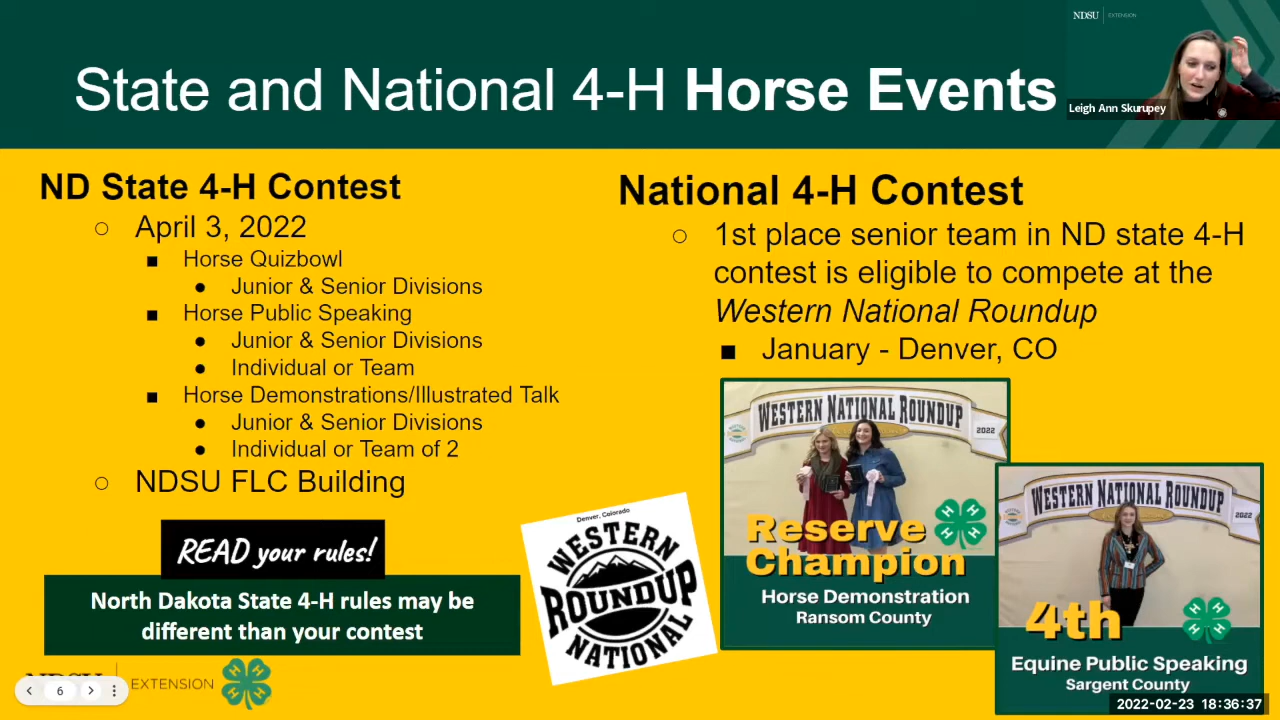 NDSU EXTENSION
State and National 4-H Horse Events
Leigh Ann Skurupey
ND State 4-H Contest
○ April 3, 2022
■ Horse Quizbowl
● Junior & Senior Divisions
■ Horse Public Speaking
● Junior & Senior Divisions
● Individual or Team
■ Horse Demonstrations/Illustrated Talk
● Junior & Senior Divisions
● Individual or Team of 2
○ NDSU FLC Building
READ your rules!
North Dakota State 4-H rules may be
different than your contest
EXTENSION
6
National 4-H Contest
○ 1st place senior team in ND state 4-H
contest is eligible to compete at the
Western National Roundup
■ January - Denver, CO
Denver, Colorado
WESTERN
ROUNDUP
NATIONAL
WESTERN NATIONAL ROUNDUP
2022
Reserve
Champion
H H H H
Horse Demonstration
Ransom County
WESTERN NATIONAL ROUNDUP
2022
4th
H H H H
Equine Public Speaking
Sargent County
2022-02-23 18:36:37